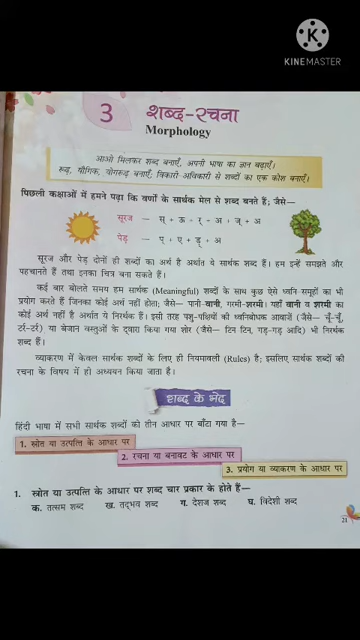 KINEMASTER
3
शब्द-रचना
Morphology
आओ मिलकर शब्द बनाएँ, अपनी भाषा का ज्ञान बढ़ाएँ।
रूढ़, यौगिक, योगरूढ़ बनाएँ, विकारी अविकारी से शब्दों का एक कोश बनाएँ।
पिछली कक्षाओं में हमने पढ़ा कि वर्णों के सार्थक मेल से शब्द बनते हैं; जैसे—
सूरज – स् + ऊ + र् + अ + ज् + अ
पेड़ – प् + ए + ड़् + अ
सूरज और पेड़ दोनों ही शब्दों का अर्थ है अर्थात ये सार्थक शब्द हैं। हम इन्हें समझते और
पहचानते हैं तथा इनका चित्र बना सकते हैं।
कई बार बोलते समय हम सार्थक (Meaningful) शब्दों के साथ कुछ ऐसे ध्वनि समूहों का भी
प्रयोग करते हैं जिनका कोई अर्थ नहीं होता; जैसे— पानी-वानी, गरमी-शरमी। यहाँ वानी व शरमी का
कोई अर्थ नहीं है अर्थात ये निरर्थक हैं। इसी तरह पशु-पक्षियों की ध्वनिबोधक आवाज़ें (जैसे— चूँ-चूँ,
टर्र-टर्र) या बेजान वस्तुओं के द्वारा किया गया शोर (जैसे— टिन टिन, गड़-गड़ आदि) भी निरर्थक
शब्द हैं।
व्याकरण में केवल सार्थक शब्दों के लिए ही नियमावली (Rules) है; इसलिए सार्थक शब्दों की
रचना के विषय में ही अध्ययन किया जाता है।
शब्द के भेद
हिंदी भाषा में सभी सार्थक शब्दों को तीन आधार पर बाँटा गया है—
1. स्रोत या उत्पत्ति के आधार पर
2. रचना या बनावट के आधार पर
3. प्रयोग या व्याकरण के आधार पर
1. स्रोत या उत्पत्ति के आधार पर शब्द चार प्रकार के होते हैं—
क. तत्सम शब्द ख. तद्भव शब्द ग. देशज शब्द घ. विदेशी शब्द
21